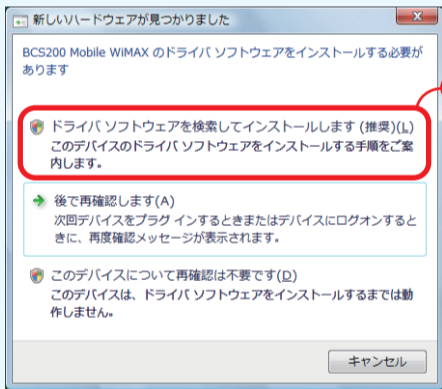 新しいハードウェアが見つかりました
BCS200 Mobile WiMAX のドライバ ソフトウェアをインストールする必要が
あります
ドライバ ソフトウェアを検索してインストールします (推奨)(L)
このデバイスのドライバ ソフトウェアをインストールする手順をご案
内します。
後で再確認します(A)
次回デバイスをプラグ インするときまたはデバイスにログオンすると
きに、再度確認メッセージが表示されます。
このデバイスについて再確認は不要です(D)
このデバイスは、ドライバ ソフトウェアをインストールするまでは動
作しません。
キャンセル